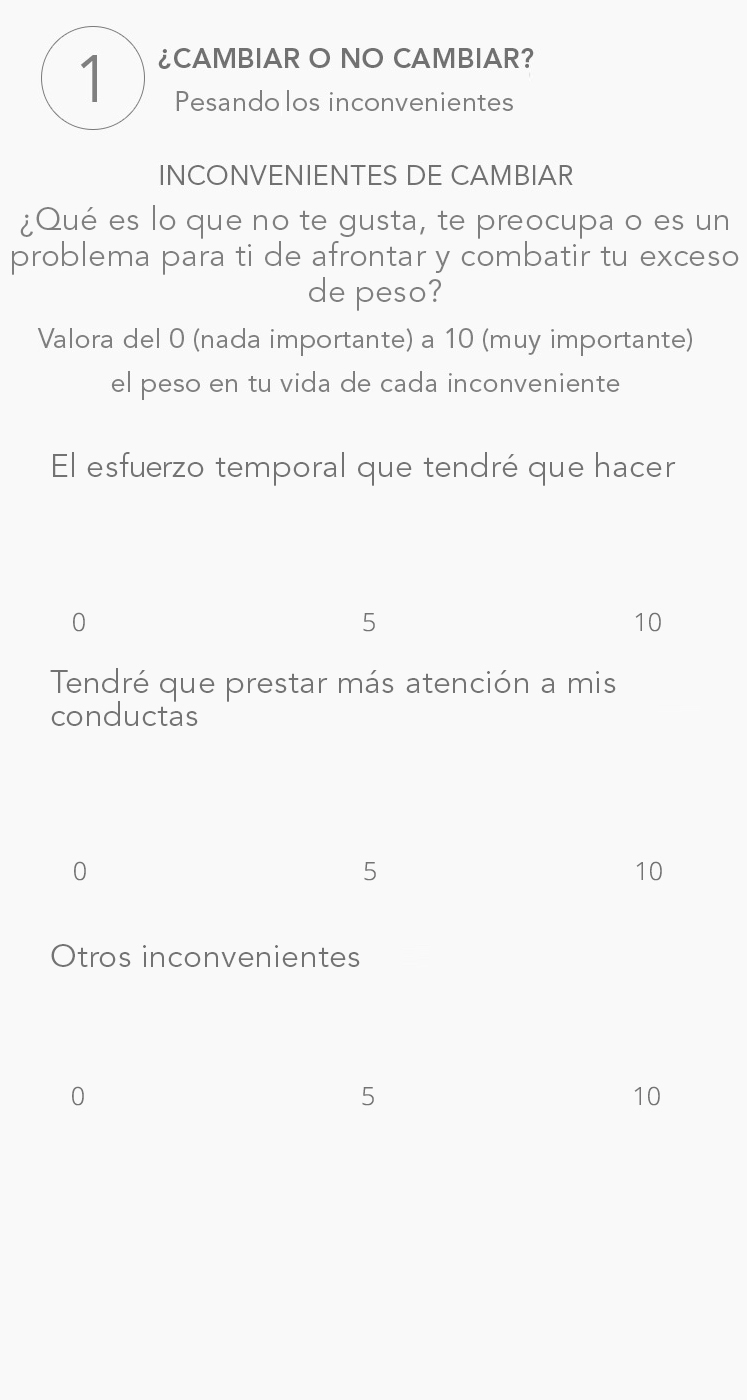 1
¿CAMBIAR O NO CAMBIAR?
Pesando los inconvenientes
INCONVENIENTES DE CAMBIAR
¿Qué es lo que no te gusta, te preocupa o es un
problema para ti de afrontar y combatir tu exceso
de peso?
Valora del 0 (nada importante) a 10 (muy importante)
el peso en tu vida de cada inconveniente
El esfuerzo temporal que tendré que hacer
0 5 10
Tendré que prestar más atención a mis
conductas
0 5 10
Otros inconvenientes
0 5 10